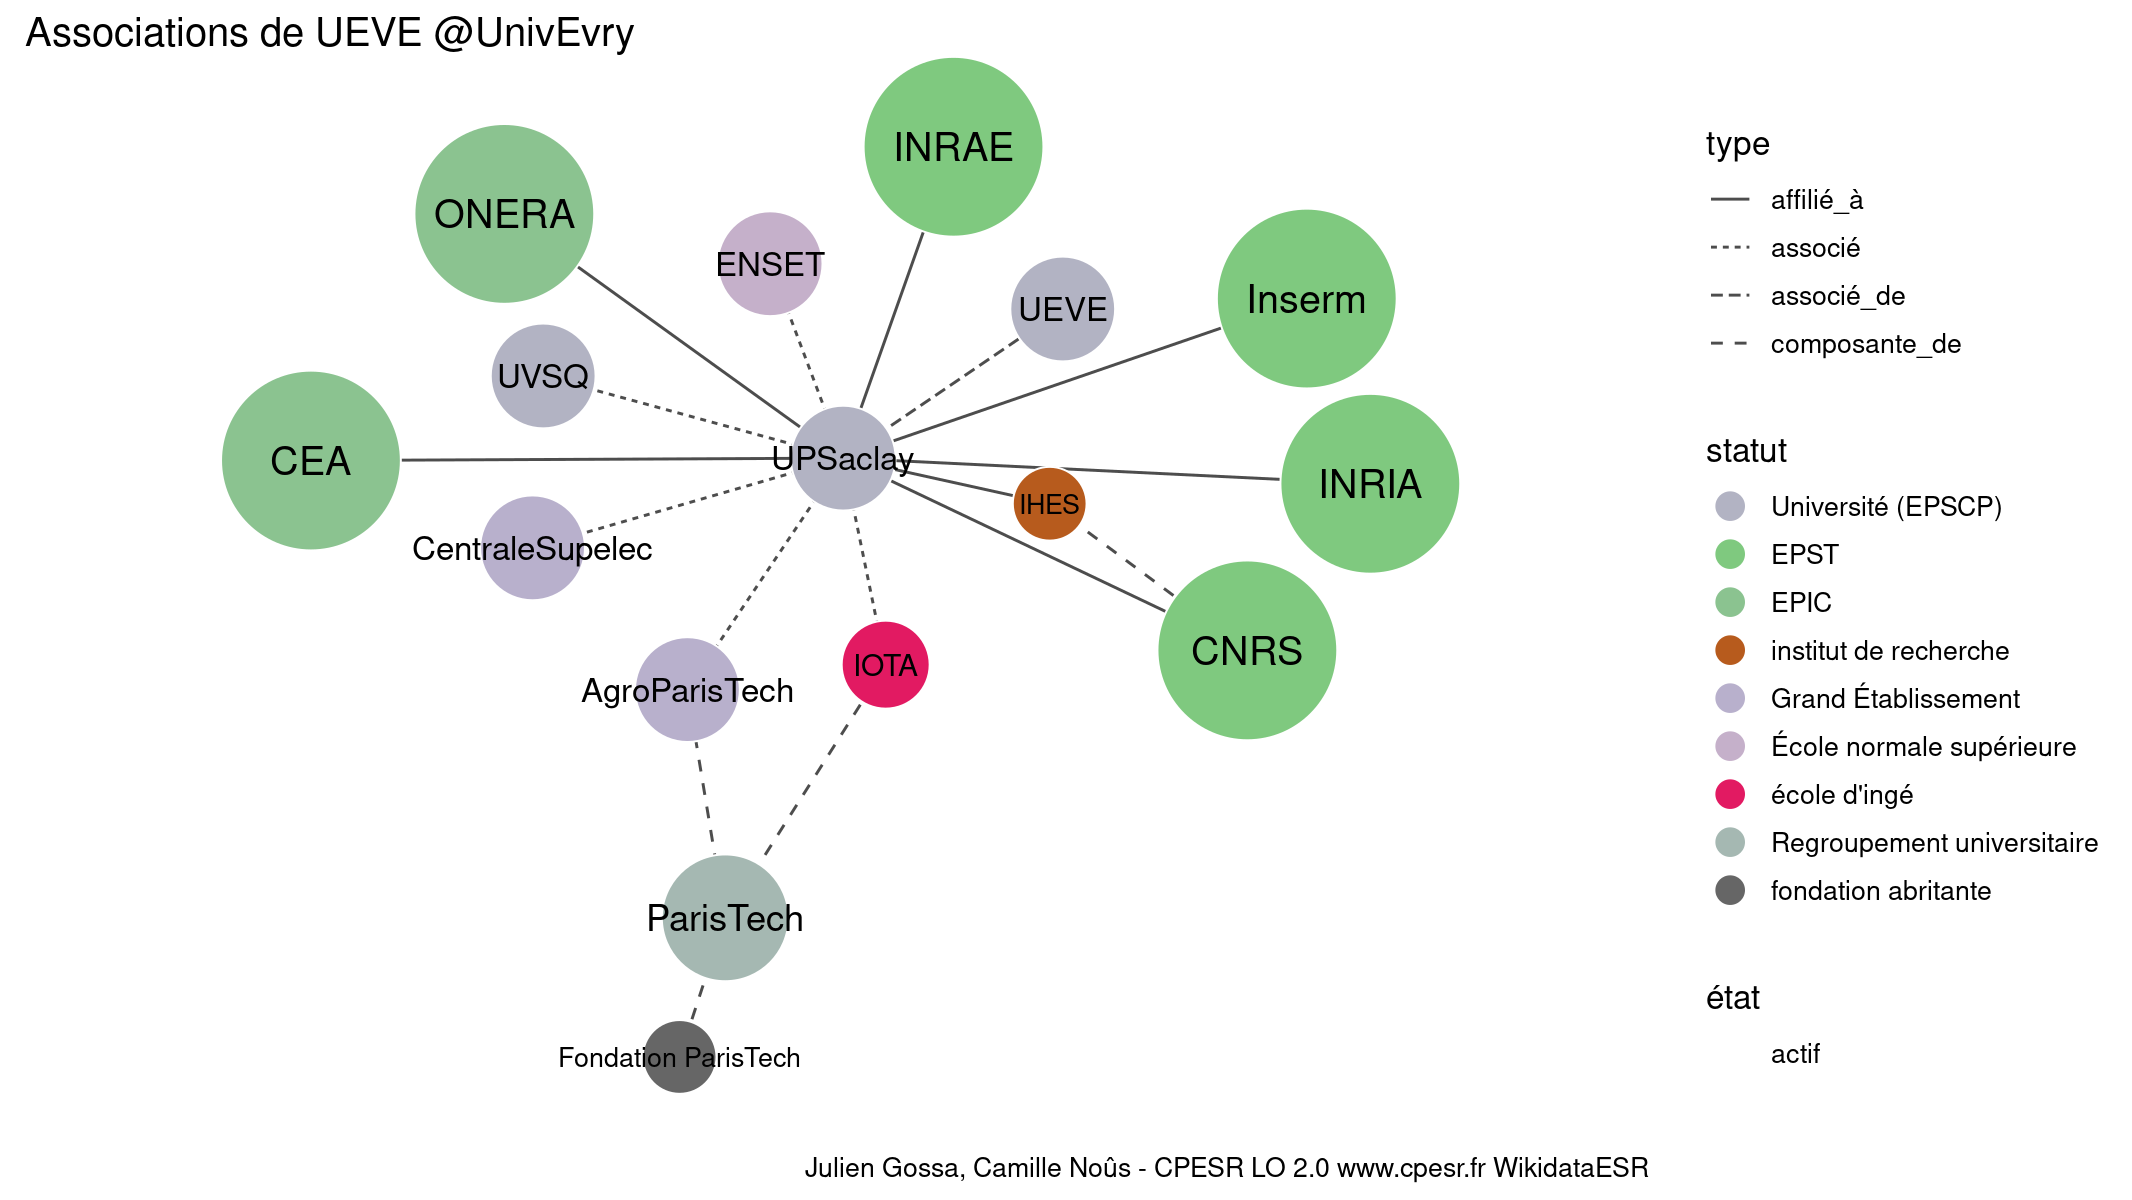 Associations de UEVE @UnivEvry
INRAE
ONERA
ENSET
UEVE
Inserm
UVSQ
UPSaclay
CEA
INRIA
IHES
CentraleSupelec
CNRS
AgroParisTech
IOTA
ParisTech
Fondation ParisTech
type
affilié_à
associé
associé_de
composante_de
statut
Université (EPSCP)
EPST
EPIC
institut de recherche
Grand Établissement
École normale supérieure
école d'ingé
Regroupement universitaire
fondation abritante
état
actif
Julien Gossa, Camille Noûs - CPESR LO 2.0 www.cpesr.fr WikidataESR